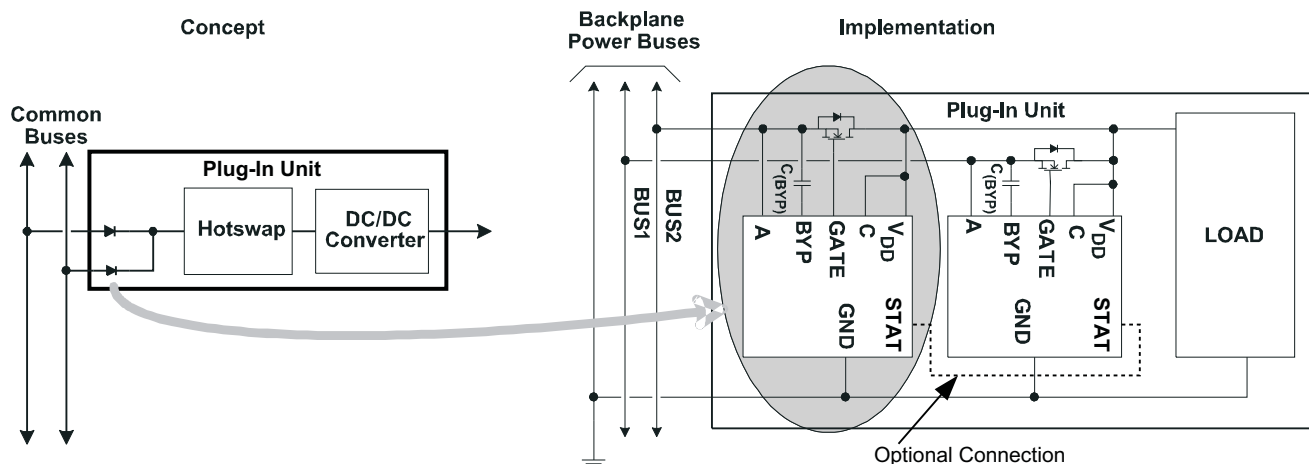 Concept
Common
Buses
Plug-In Unit
Hotswap
DC/DC
Converter
Backplane
Power Buses
Implementation
Plug-In Unit
BUS1
BUS2
C(BYP)
A
BYP
GATE
C
VDD
GND
STAT
C(BYP)
A
BYP
GATE
C
VDD
GND
STAT
LOAD
Optional Connection